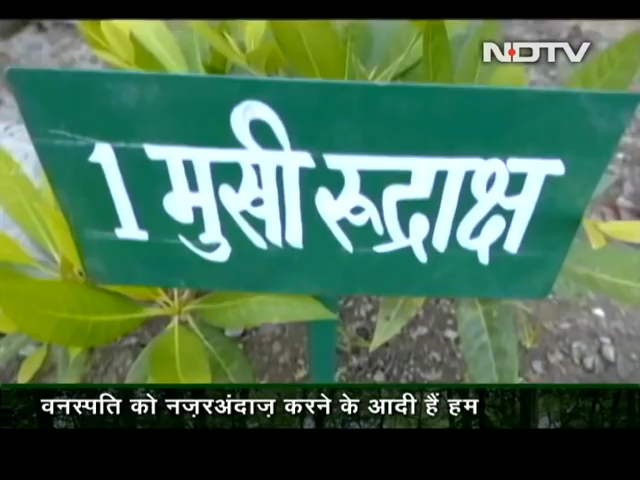 NDTV
1 मुखी रूद्राक्ष
वनस्पति को नज़रअंदाज़ करने के आदी हैं हम